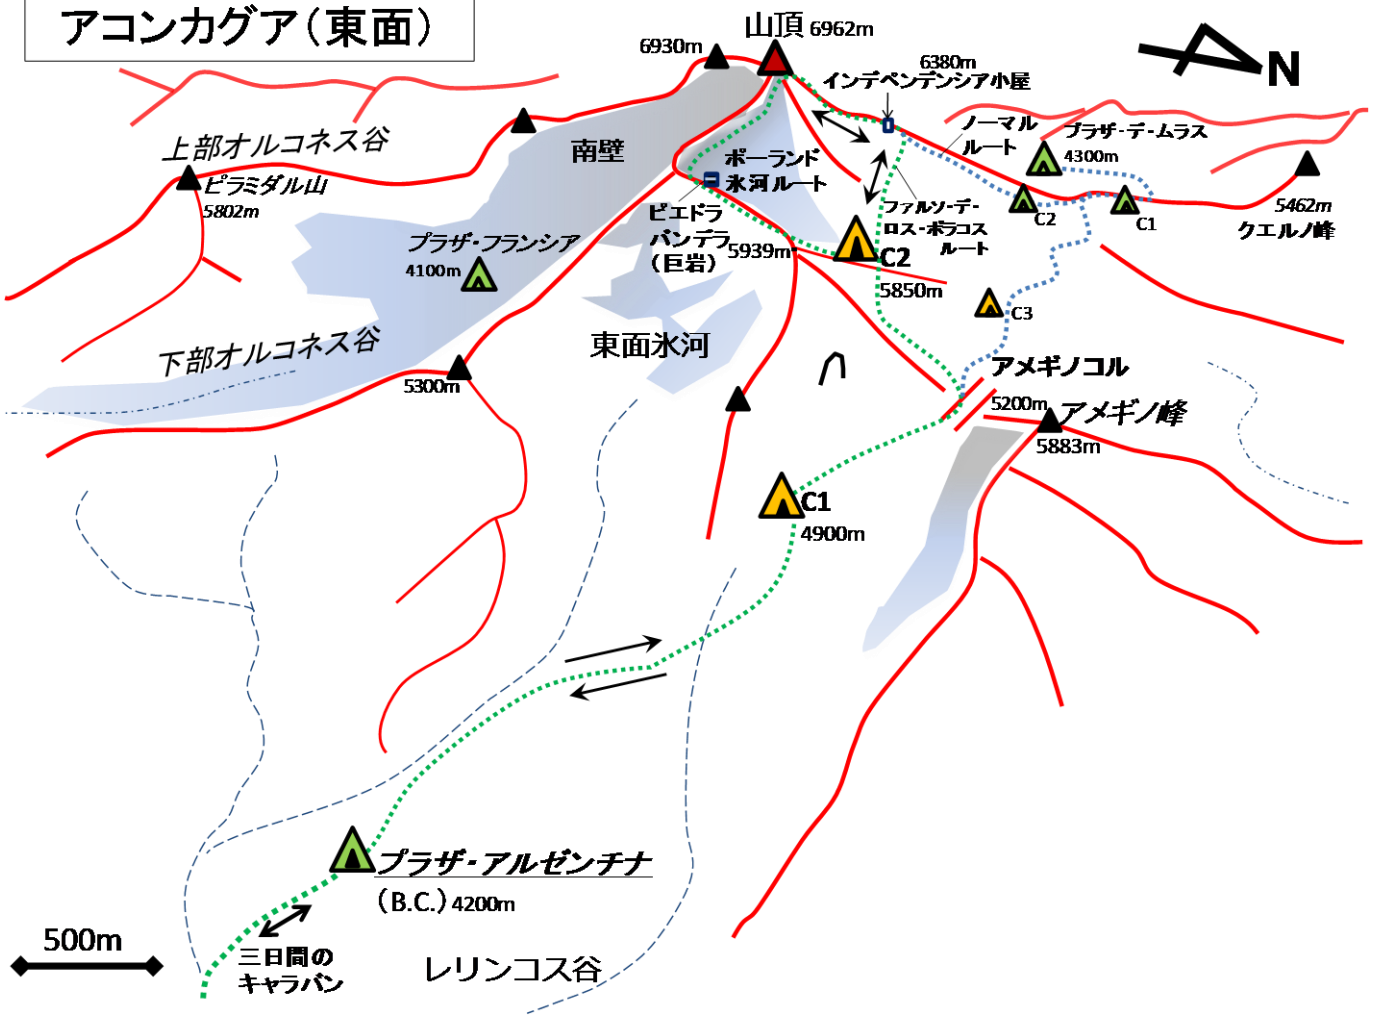 アコンカグア(東面)
山頂 6962m
6930m
6380m
インデペンデンシア小屋
N
ノーマル
ルート
プラザ・デ・ムラス
4300m
上部オルコネス谷
南壁
ポーランド
氷河ルート
ピラミダル山
5802m
ピエドラ
バンデラ
(巨岩)
5939m
ファルソ・デ・
ロス・ポラコス
ルート
C2
C1
5462m
クエルノ峰
プラザ・フランシア
4100m
C2
5850m
C3
下部オルコネス谷
東面氷河
5300m
アメギノコル
5200m
アメギノ峰
5883m
C1
4900m
プラザ・アルゼンチナ
(B.C.) 4200m
500m
三日間の
キャラバン
レリンコス谷